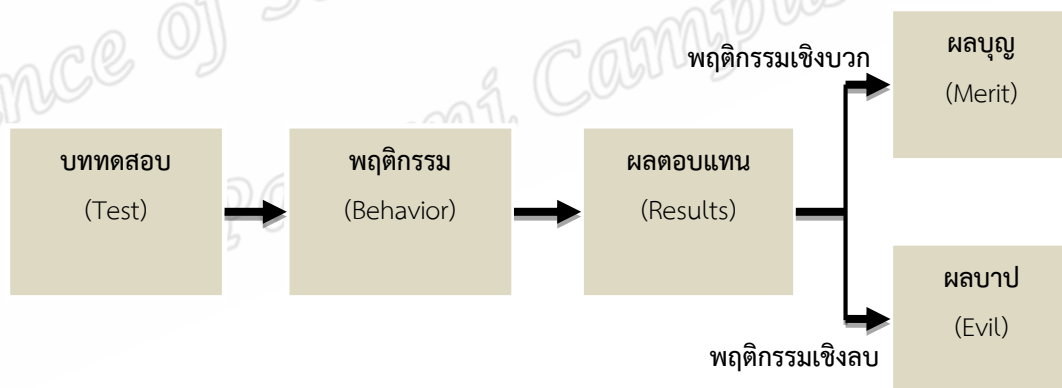 พฤติกรรมเชิงบวก
ผลบุญ
(Merit)
บททดสอบ
(Test)
พฤติกรรม
(Behavior)
ผลตอบแทน
(Results)
ผลบาป
(Evil)
พฤติกรรมเชิงลบ